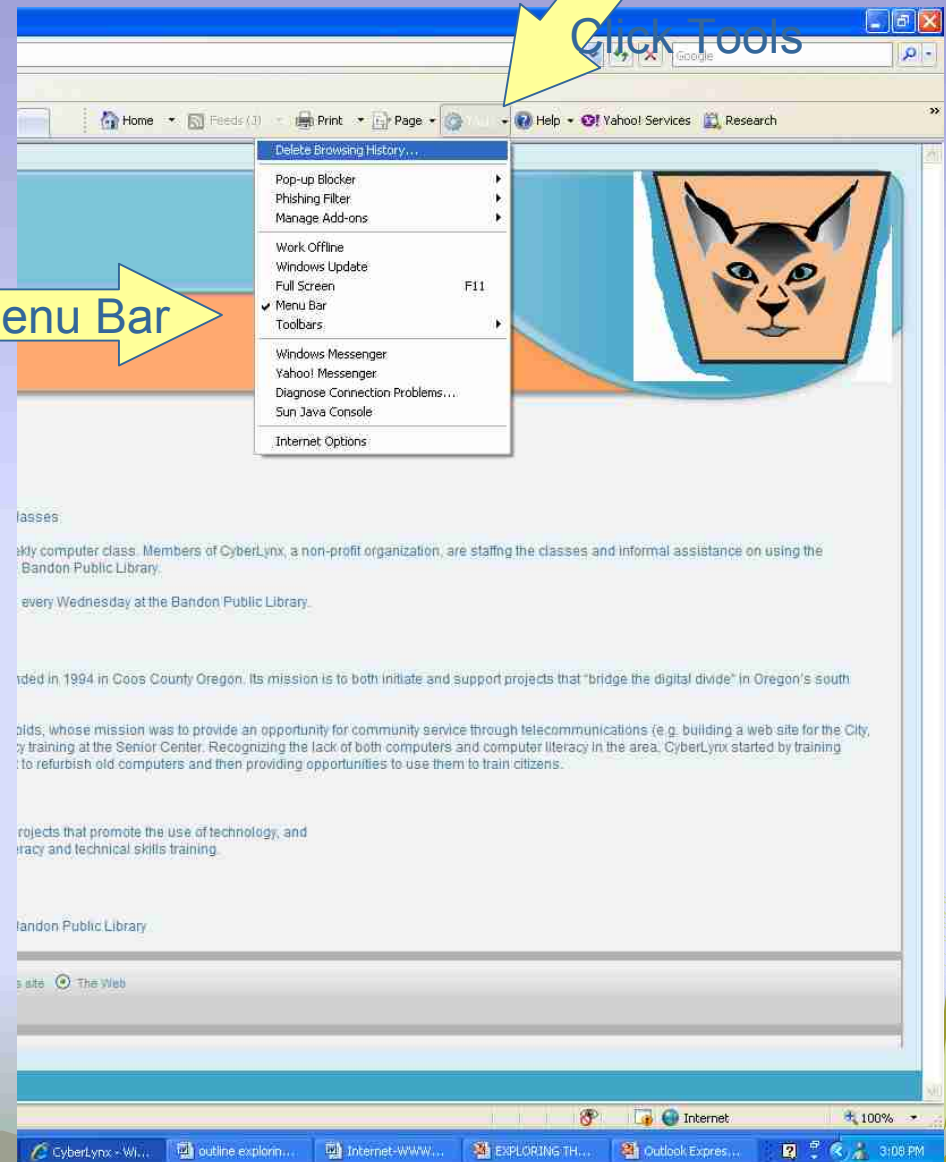 Click Tools
Google
Home Feeds (J) Print Page Help Yahoo! Services Research »
Delete Browsing History...
Pop-up Blocker
Phishing Filter
Manage Add-ons
Work Offline
Windows Update
Full Screen F11
Menu Bar
Toolbars
enu Bar
Windows Messenger
Yahoo! Messenger
Diagnose Connection Problems...
Sun Java Console
Internet Options
lasses
ekly computer class. Members of CyberLynx, a non-profit organization, are staffng the classes and informal assistance on using the
Bandon Public Library.
every Wednesday at the Bandon Public Library.
nded in 1994 in Coos County Oregon. Its mission is to both initiate and support projects that "bridge the digital divide" in Oregon's south
olds, whose mission was to provide an opportunity for community service through telecommunications (e.g. building a web site for the City,
cy training at the Senior Center. Recognizing the lack of both computers and computer literacy in the area, CyberLynx started by training
to refurbish old computers and then providing opportunities to use them to train citizens.
rojects that promote the use of technology, and
eracy and technical skills training.
Bandon Public Library
s site The Web
Internet 100%
CyberLynx - Wi... outline explorin... Internet-WWW... EXPLORING TH... Outlook Expres... 3:08 PM